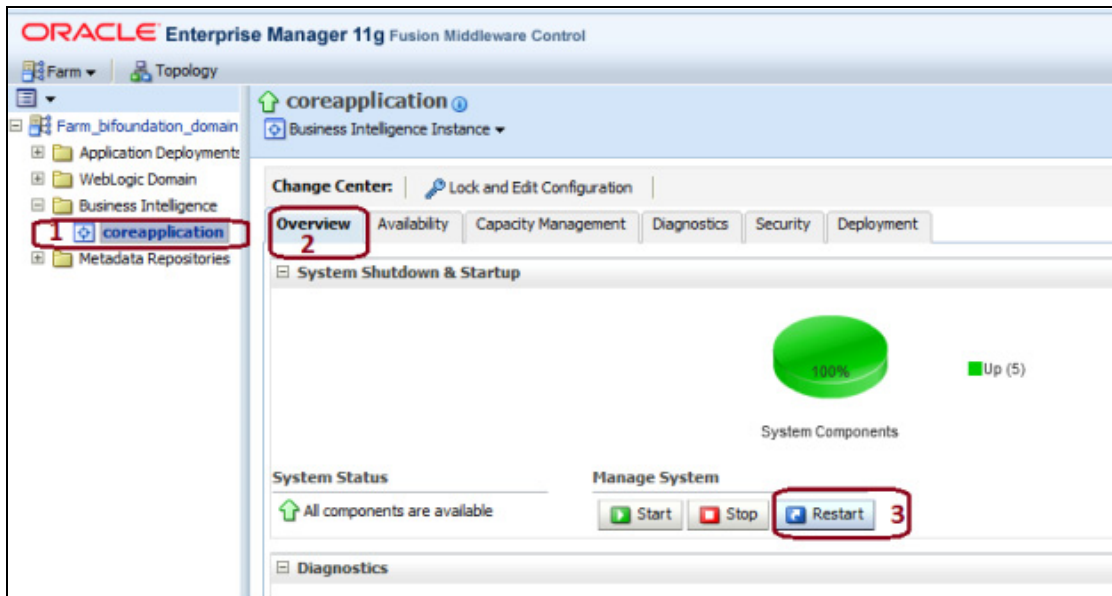 ORACLE Enterprise Manager 11g Fusion Middleware Control
Farm Topology
Farm_bifoundation_domain
Application Deployments
WebLogic Domain
Business Intelligence
1 coreapplication
Metadata Repositories
coreapplication
Business Intelligence Instance
Change Center: Lock and Edit Configuration
Overview Availability Capacity Management Diagnostics Security Deployment
2
System Shutdown & Startup
100%
Up (5)
System Components
System Status Manage System
All components are available Start Stop Restart 3
Diagnostics